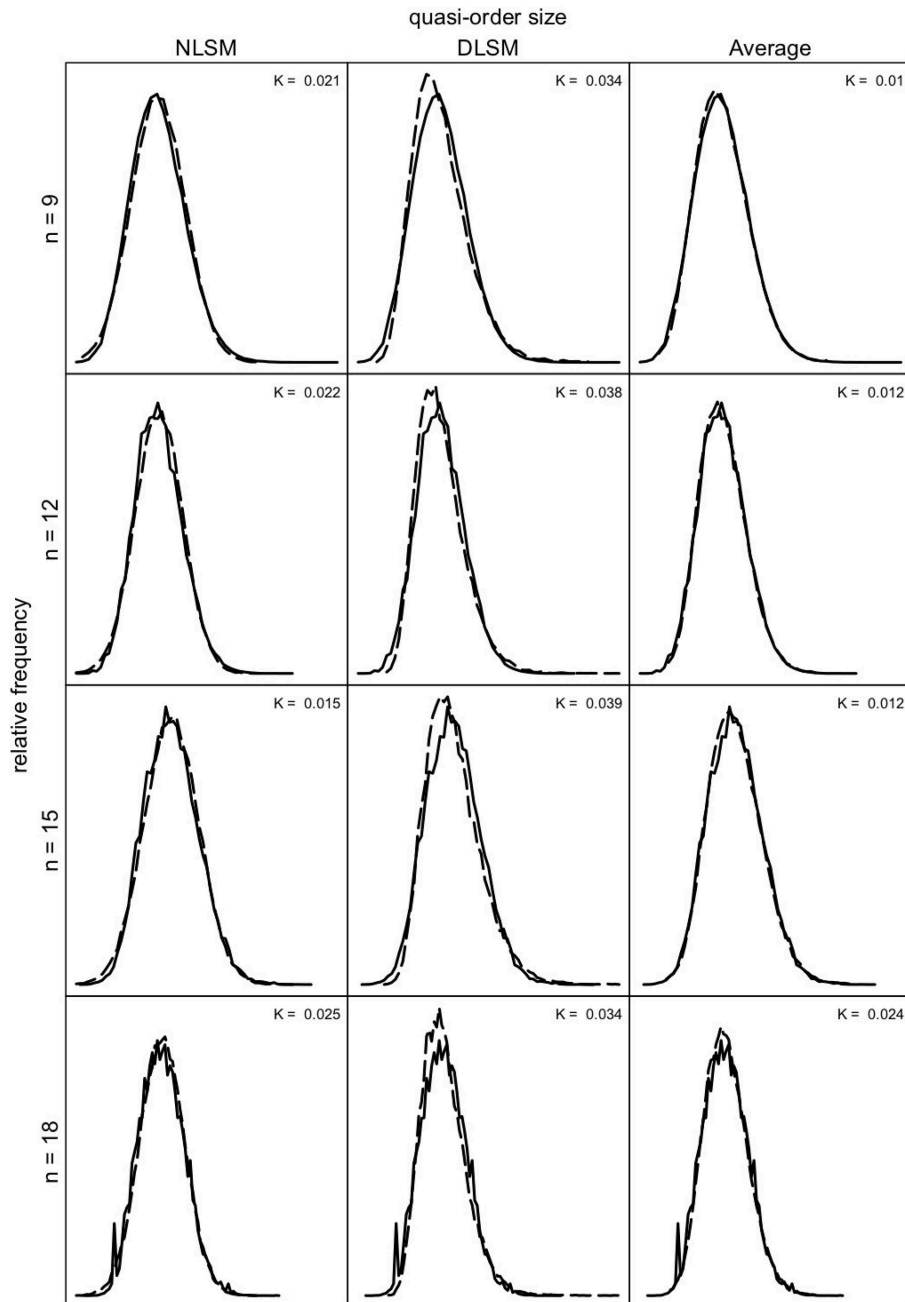 quasi-order size
NLSM DLSM Average
K = 0.021 K = 0.034 K = 0.01
n = 9
K = 0.022 K = 0.038 K = 0.012
n = 12
relative frequency
K = 0.015 K = 0.039 K = 0.012
n = 15
K = 0.025 K = 0.034 K = 0.024
n = 18